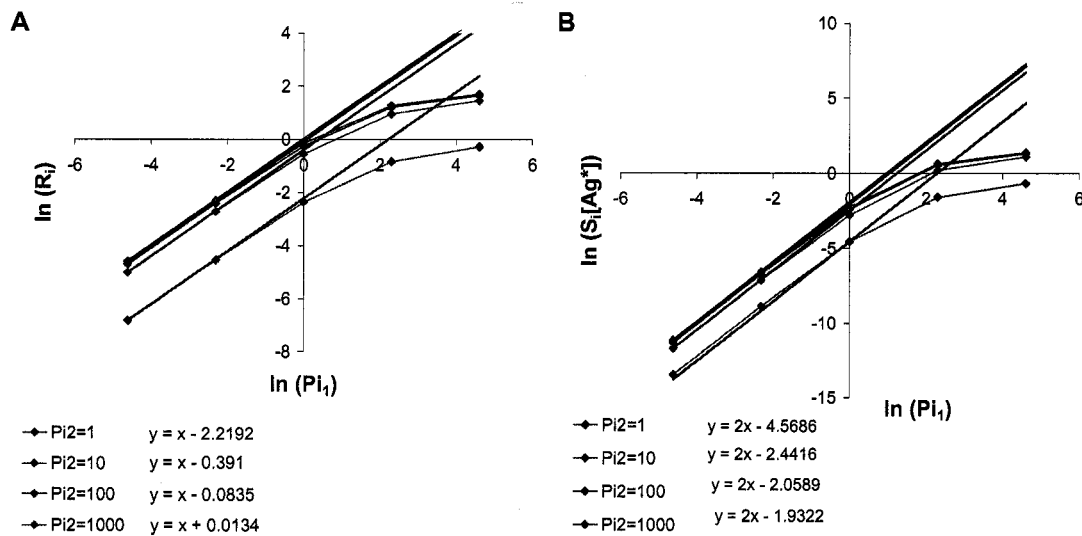 A
4
2
0
-6
-4
-2
0
2
4
6
-2
-4
-6
-8
ln (Rᵢ)
ln (Pi₁)
Pi2=1 y = x - 2.2192
Pi2=10 y = x - 0.391
Pi2=100 y = x - 0.0835
Pi2=1000 y = x + 0.0134
B
10
5
0
-6
-4
-2
0
2
4
6
-5
-10
-15
ln (Sᵢ[Ag*])
ln (Pi₁)
Pi2=1 y = 2x - 4.5686
Pi2=10 y = 2x - 2.4416
Pi2=100 y = 2x - 2.0589
Pi2=1000 y = 2x - 1.9322